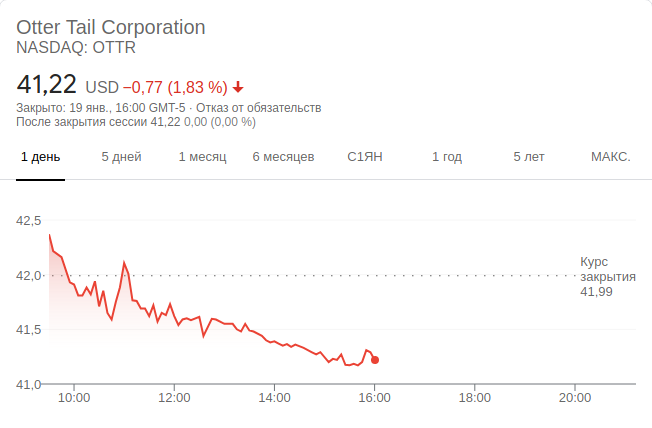 Otter Tail Corporation
NASDAQ: OTTR
41,22 USD −0,77 (1,83 %)
Закрыто: 19 янв., 16:00 GMT-5 · Отказ от обязательств
После закрытия сессии 41,22 0,00 (0,00 %)
1 день 5 дней 1 месяц 6 месяцев С1ЯН 1 год 5 лет МАКС.
42,5
Курс
42,0 закрытия
41,99
41,5
41,0
10:00 12:00 14:00 16:00 18:00 20:00